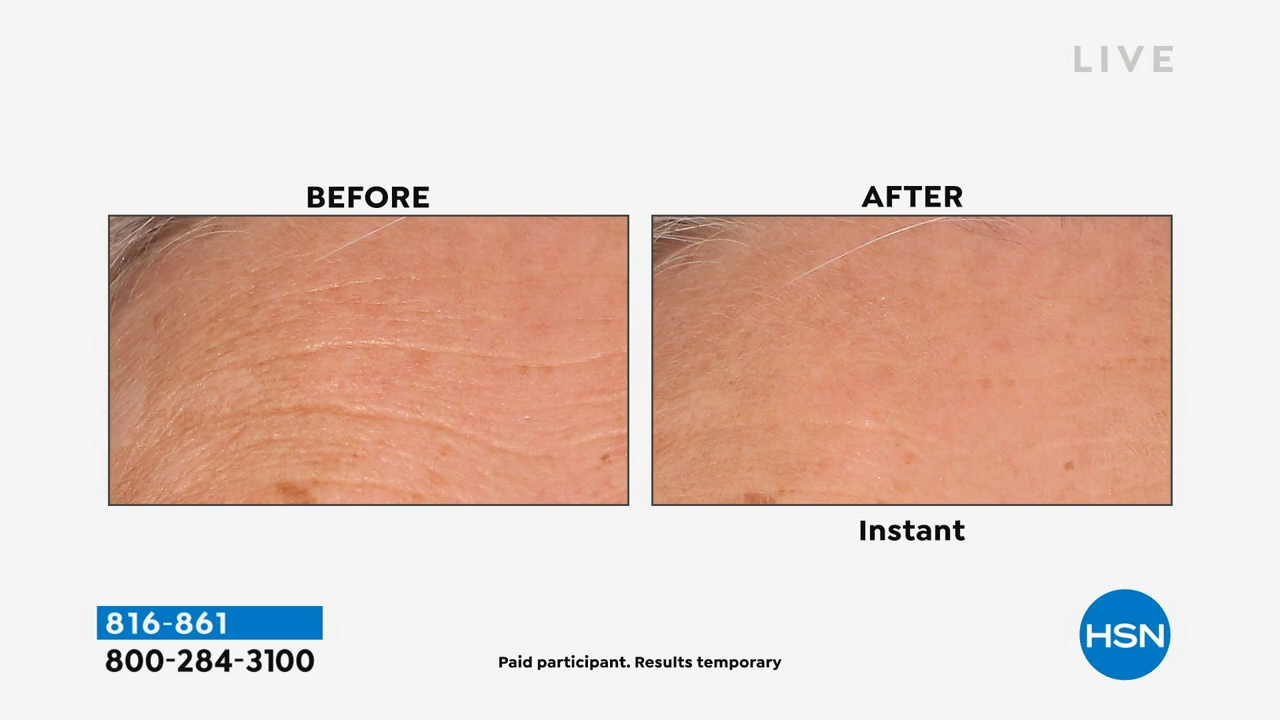 LIVE
BEFORE
AFTER
Instant
816-861
800-284-3100
Paid participant. Results temporary
HSN